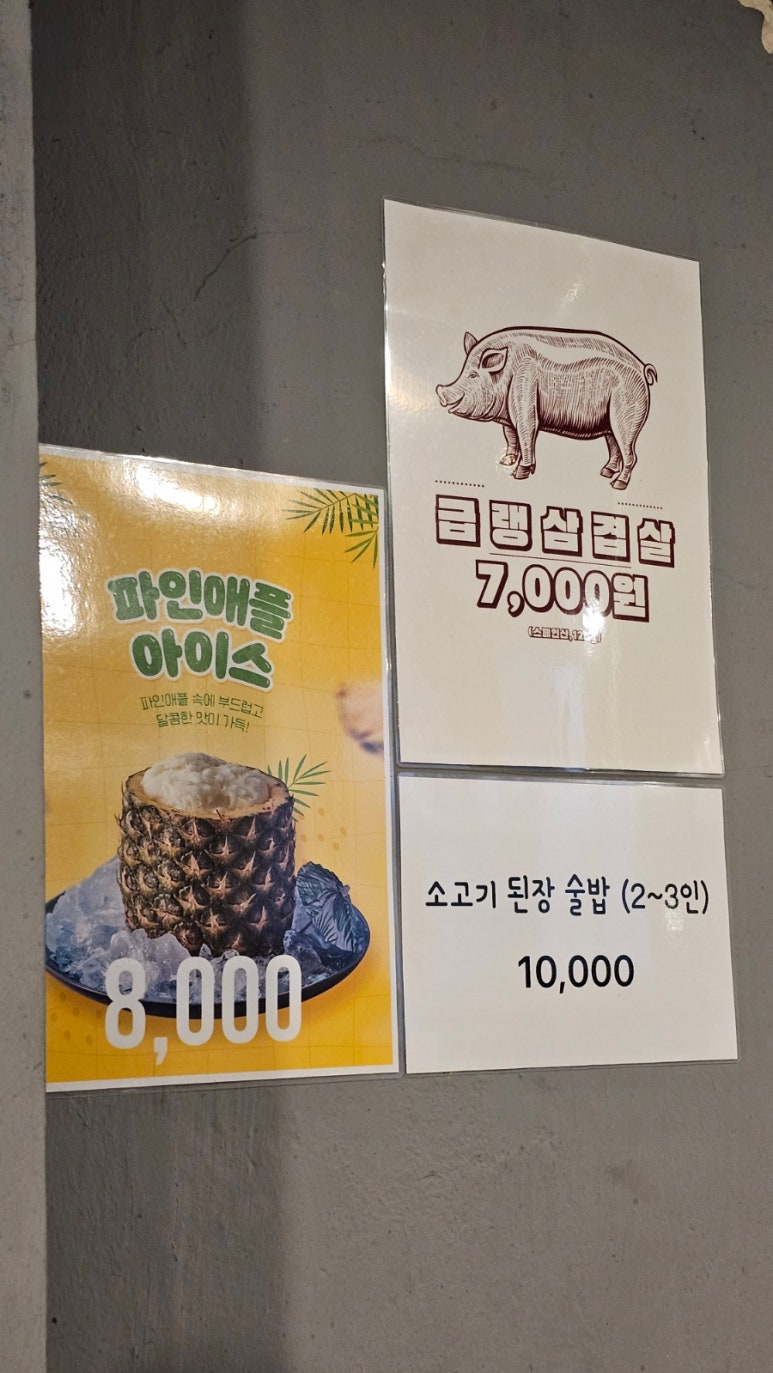 파인애플
아이스
파인애플 속에 부드럽고
달콤한 맛이 가득!
8,000
급랭삼겹살
7,000원
소고기 된장 술밥 (2~3인)
10,000